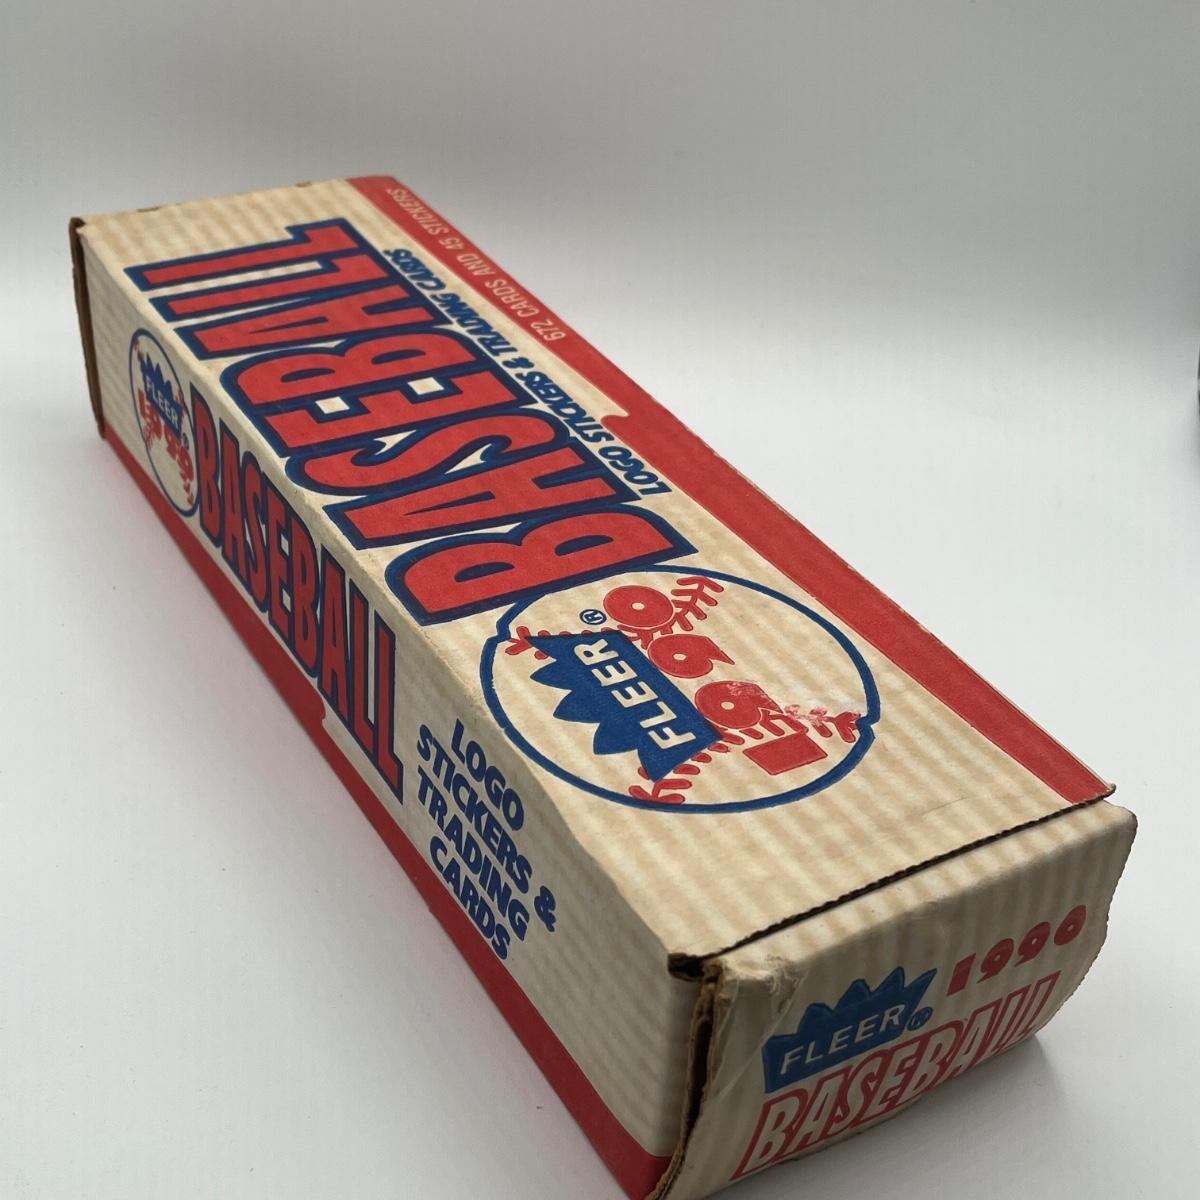 672 CARDS AND 45 STICKERS
BASEBALL
LOGO STICKERS & TRADING CARDS
FLEER®
1990
FLEER®
1990
BASEBALL
LOGO
STICKERS &
TRADING
CARDS
FLEER®
1990
BASEBALL